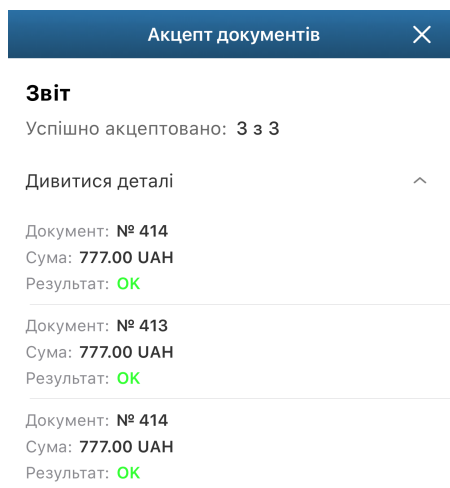 Акцепт документів
Звіт
Успішно акцептовано: 3 з 3
Дивитися деталі
Документ: № 414
Сума: 777.00 UAH
Результат: OK
Документ: № 413
Сума: 777.00 UAH
Результат: OK
Документ: № 414
Сума: 777.00 UAH
Результат: OK